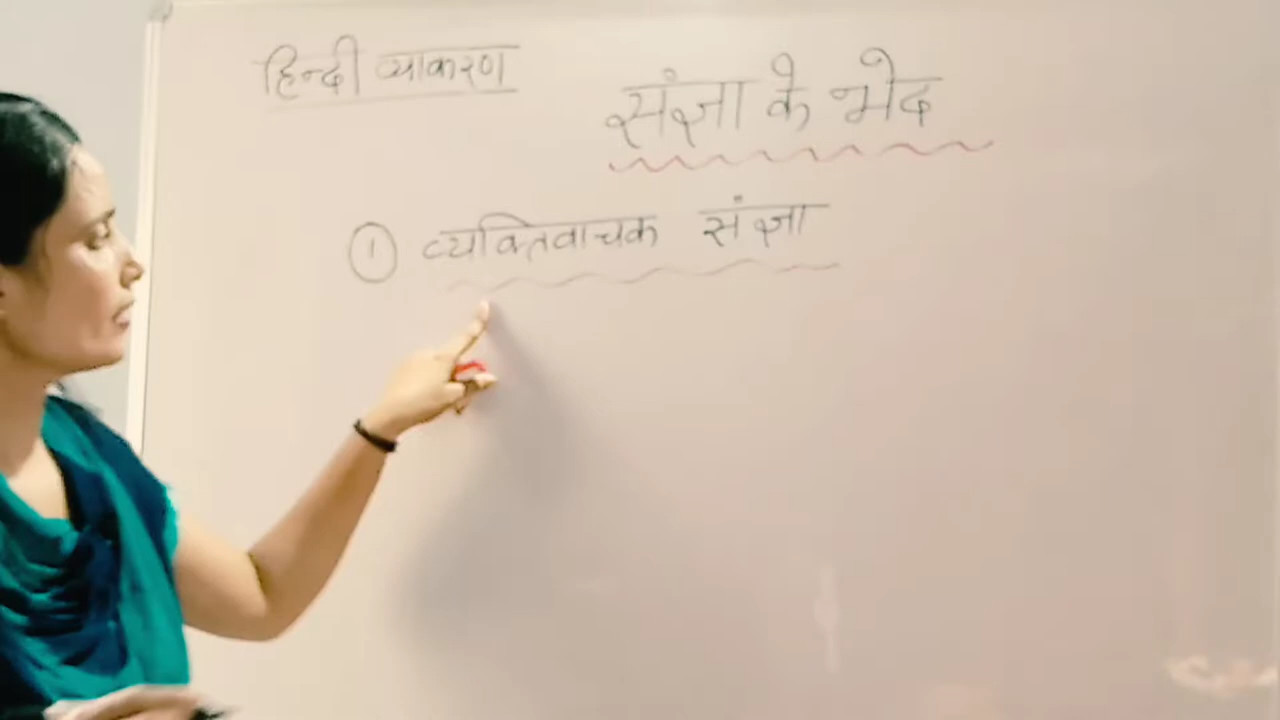 हिन्दी व्याकरण
संज्ञा के भेद
① व्यक्तिवाचक संज्ञा